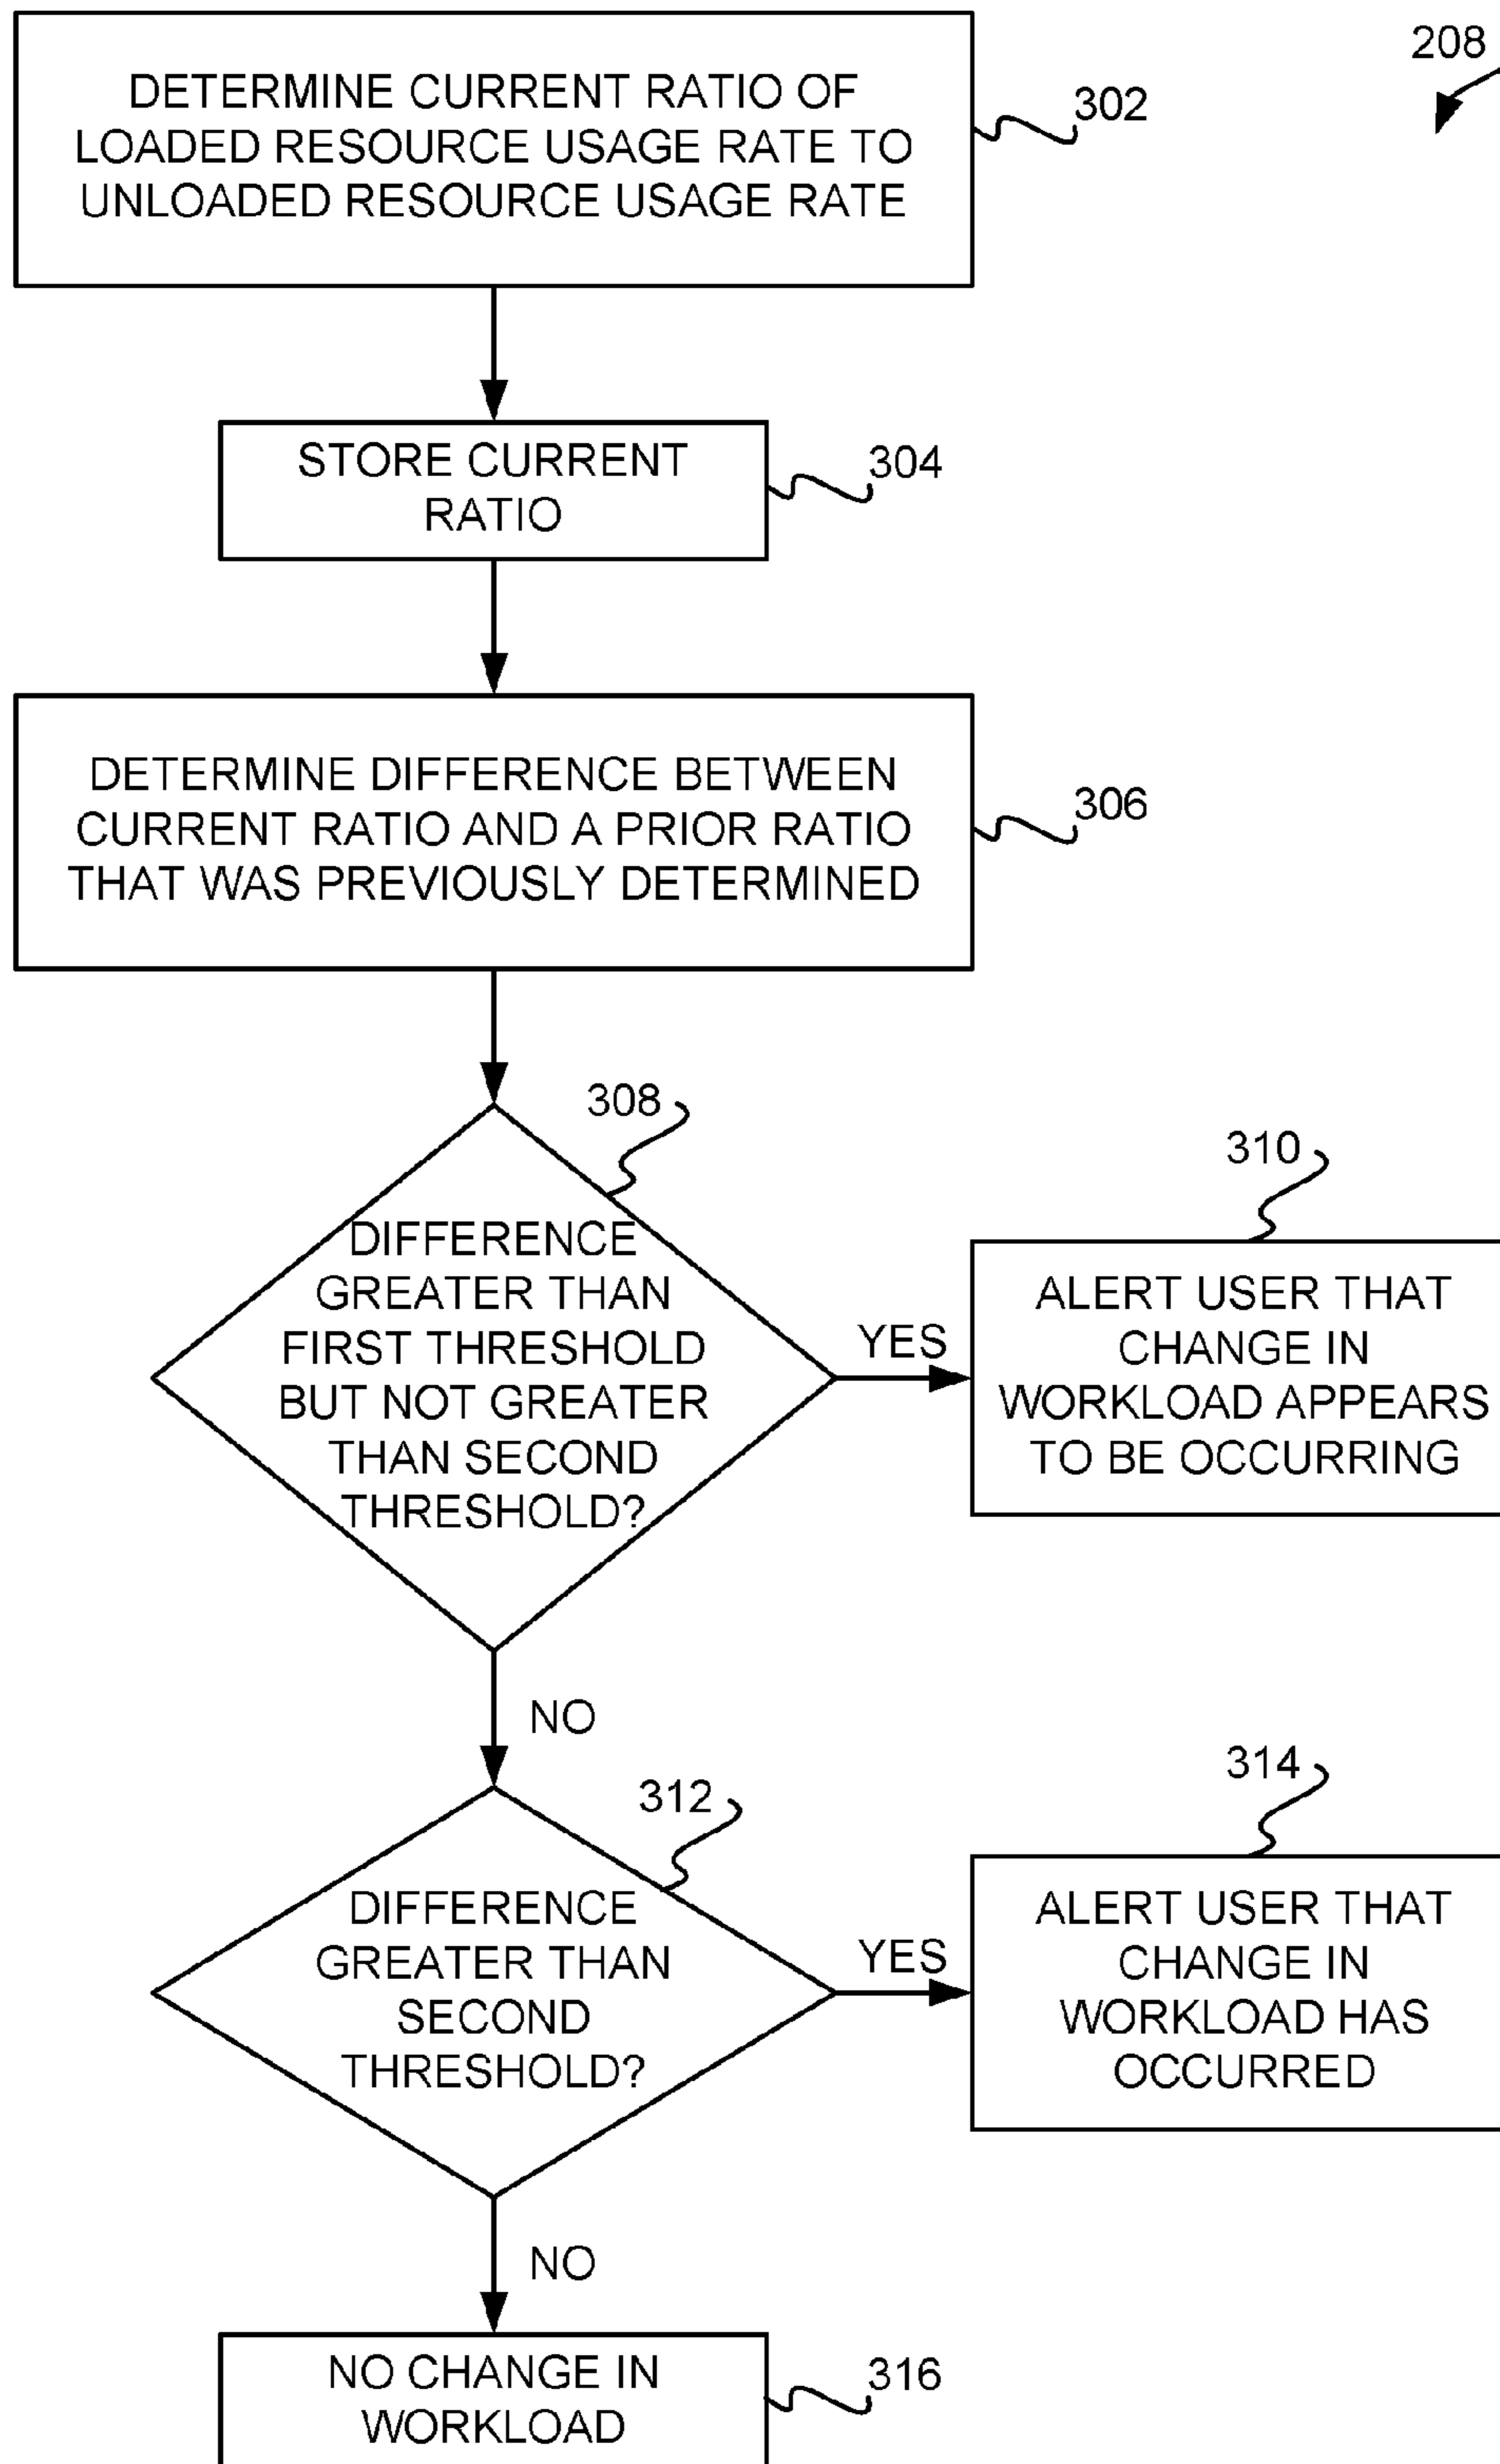 208
DETERMINE CURRENT RATIO OF
LOADED RESOURCE USAGE RATE TO
UNLOADED RESOURCE USAGE RATE
302
STORE CURRENT
RATIO
304
DETERMINE DIFFERENCE BETWEEN
CURRENT RATIO AND A PRIOR RATIO
THAT WAS PREVIOUSLY DETERMINED
306
308
DIFFERENCE
GREATER THAN
FIRST THRESHOLD
BUT NOT GREATER
THAN SECOND
THRESHOLD?
YES
310
ALERT USER THAT
CHANGE IN
WORKLOAD APPEARS
TO BE OCCURRING
NO
312
DIFFERENCE
GREATER THAN
SECOND
THRESHOLD?
YES
314
ALERT USER THAT
CHANGE IN
WORKLOAD HAS
OCCURRED
NO
NO CHANGE IN
WORKLOAD
316